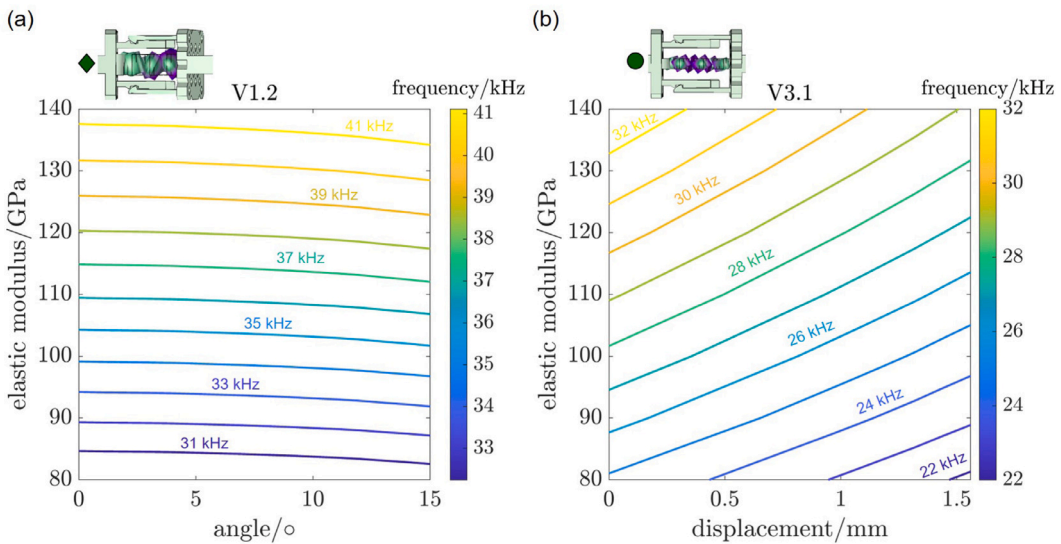 (a)
V1.2
frequency/kHz
140
130
120
110
100
90
80
elastic modulus/GPa
41 kHz
39 kHz
37 kHz
35 kHz
33 kHz
31 kHz
0
5
10
15
angle/○
41
40
39
38
37
36
35
34
33
(b)
V3.1
frequency/kHz
140
130
120
110
100
90
80
elastic modulus/GPa
32 kHz
30 kHz
28 kHz
26 kHz
24 kHz
22 kHz
0
0.5
1
1.5
displacement/mm
32
30
28
26
24
22